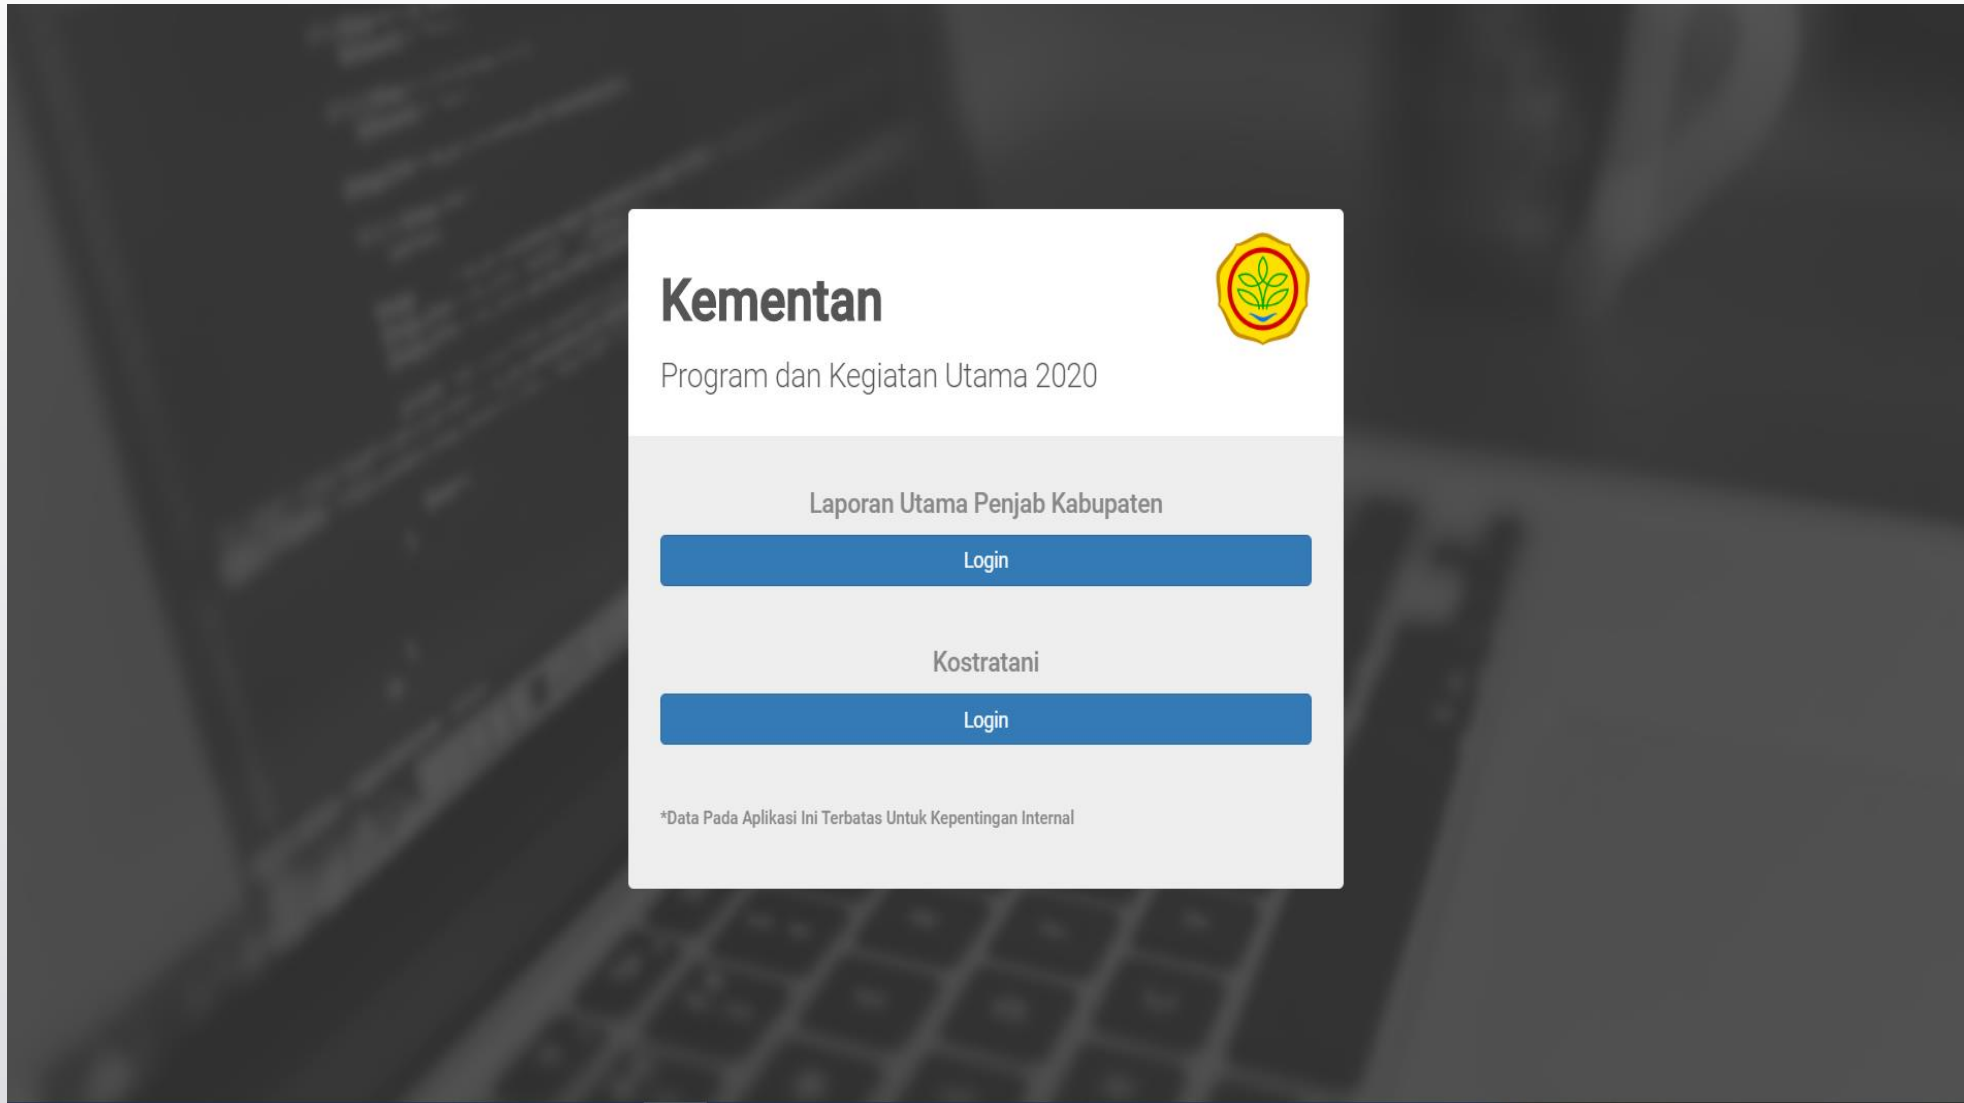 Kementan
Program dan Kegiatan Utama 2020
Laporan Utama Penjab Kabupaten
Login
Kostratani
Login
*Data Pada Aplikasi Ini Terbatas Untuk Kepentingan Internal